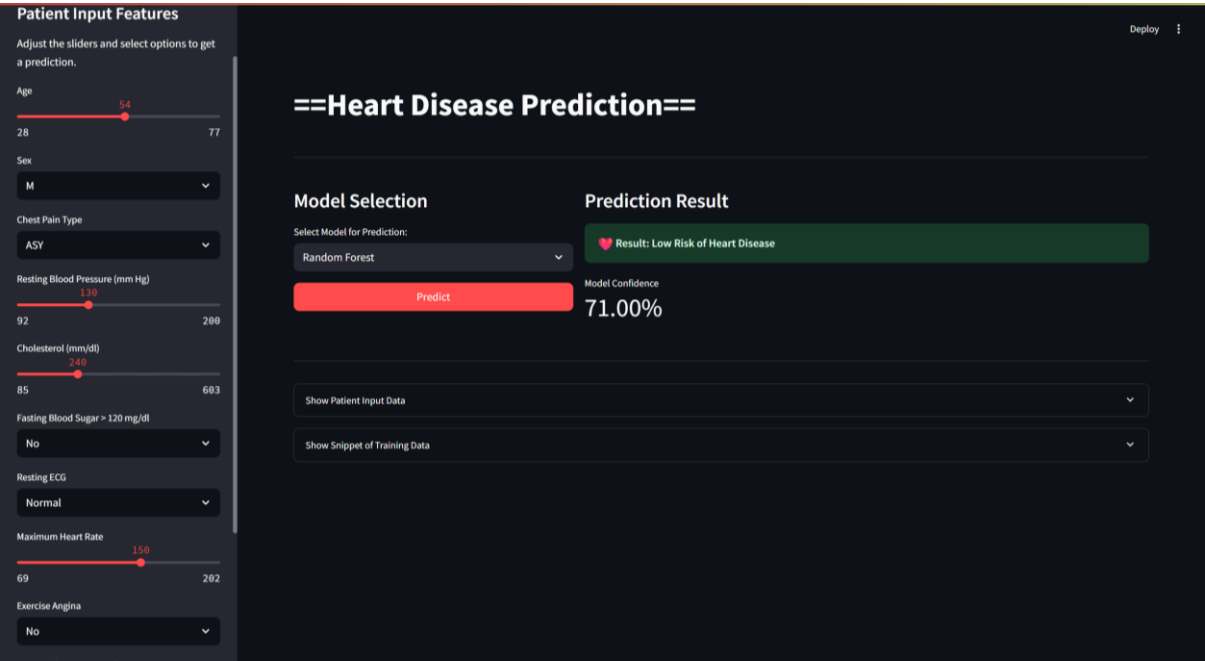 Patient Input Features
Adjust the sliders and select options to get
a prediction.
Age
54
28 77
Sex
M
Chest Pain Type
ASY
Resting Blood Pressure (mm Hg)
130
92 200
Cholesterol (mm/dl)
240
85 603
Fasting Blood Sugar > 120 mg/dl
No
Resting ECG
Normal
Maximum Heart Rate
150
69 202
Exercise Angina
No
Deploy
==Heart Disease Prediction==
Model Selection
Select Model for Prediction:
Random Forest
Predict
Prediction Result
Result: Low Risk of Heart Disease
Model Confidence
71.00%
Show Patient Input Data
Show Snippet of Training Data